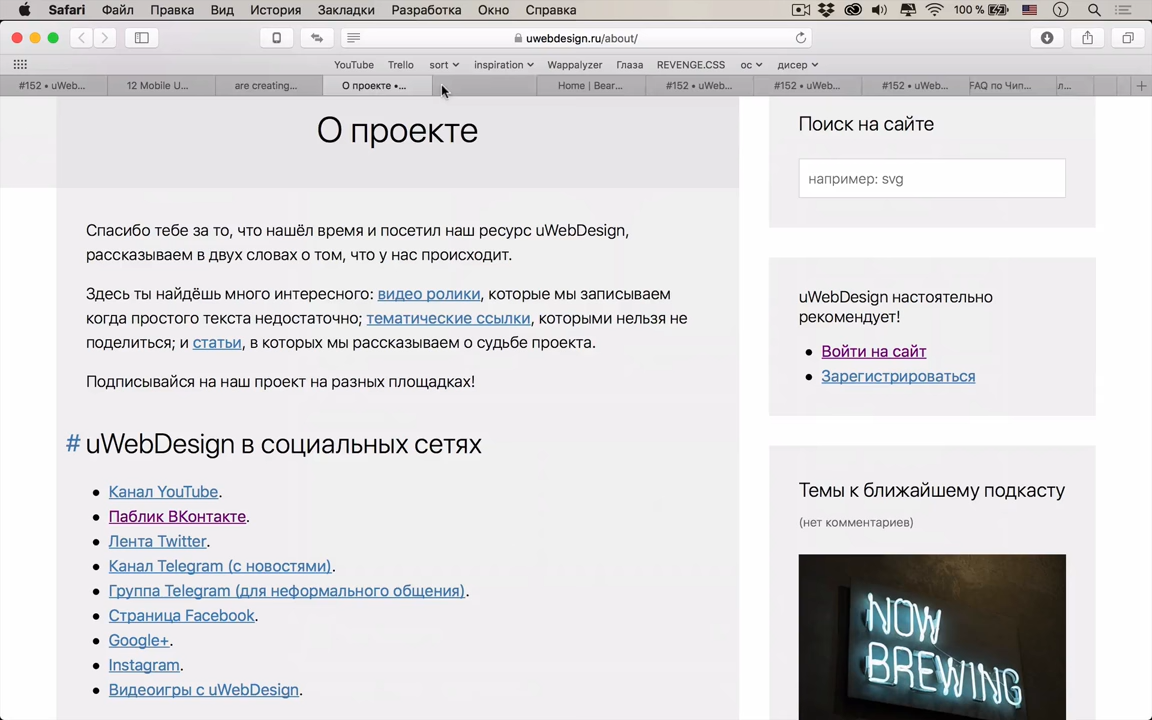 Safari Файл Правка Вид История Закладки Разработка Окно Справка 100 %
uwebdesign.ru/about/
YouTube Trello sort inspiration Wappalyzer Глаза REVENGE.CSS ос дисер
#152 • uWeb... 12 Mobile U... are creating... О проекте •... Home | Bear... #152 • uWeb... #152 • uWeb... #152 • uWeb... FAQ по Чип... л...
О проекте
Спасибо тебе за то, что нашёл время и посетил наш ресурс uWebDesign,
рассказываем в двух словах о том, что у нас происходит.
Здесь ты найдёшь много интересного: видео ролики, которые мы записываем
когда простого текста недостаточно; тематические ссылки, которыми нельзя не
поделиться; и статьи, в которых мы рассказываем о судьбе проекта.
Подписывайся на наш проект на разных площадках!
# uWebDesign в социальных сетях
Канал YouTube.
Паблик ВКонтакте.
Лента Twitter.
Канал Telegram (с новостями).
Группа Telegram (для неформального общения).
Страница Facebook.
Google+.
Instagram.
Видеоигры с uWebDesign.
Поиск на сайте
например: svg
uWebDesign настоятельно
рекомендует!
Войти на сайт
Зарегистрироваться
Темы к ближайшему подкасту
(нет комментариев)
NOW
BREWING